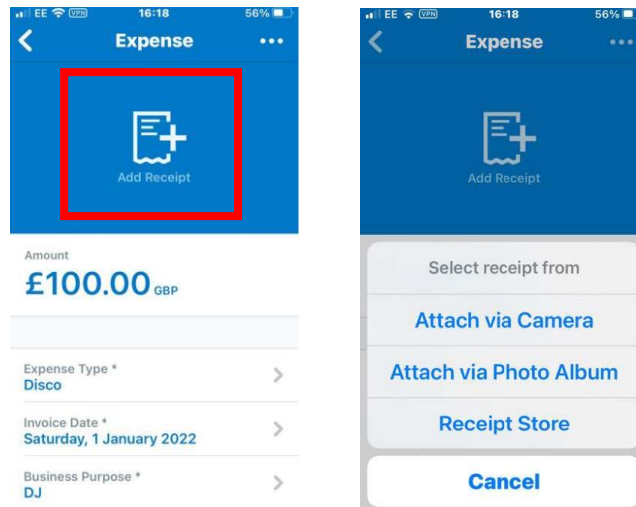 EE VPN 16:18 56%
Expense
Add Receipt
Amount
£100.00 GBP
Expense Type *
Disco
Invoice Date *
Saturday, 1 January 2022
Business Purpose *
DJ
EE VPN 16:18 56%
Expense
Add Receipt
Select receipt from
Attach via Camera
Attach via Photo Album
Receipt Store
Cancel